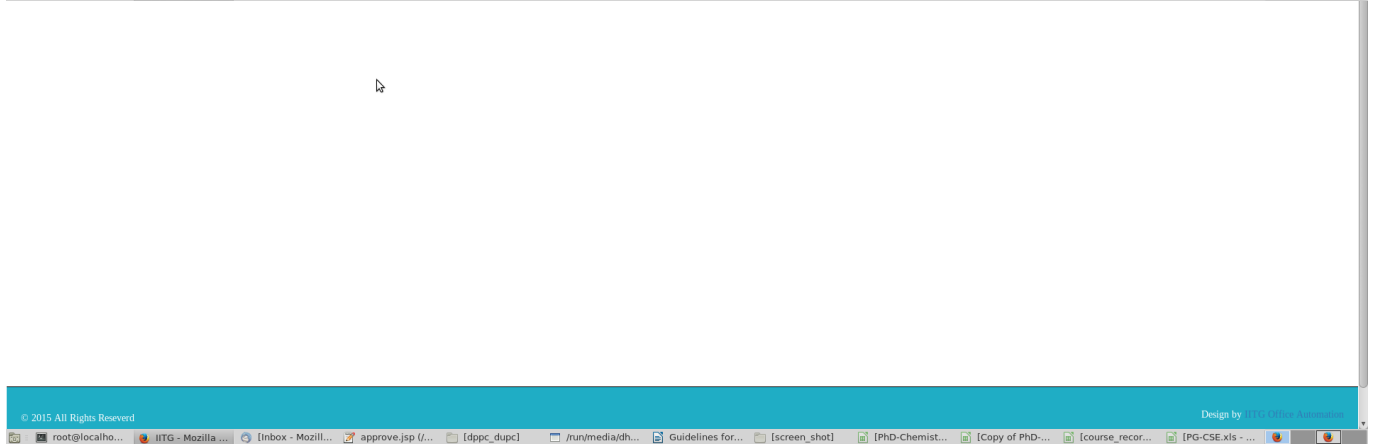 © 2015 All Rights Reseverd
Design by IITG Office Automation
root@localho... IITG - Mozilla ... [Inbox - Mozill... approve.jsp (/... [dppc_dupc] /run/media/dh... Guidelines for... [screen_shot] [PhD-Chemist... [Copy of PhD-... [course_recor... [PG-CSE.xls - ...